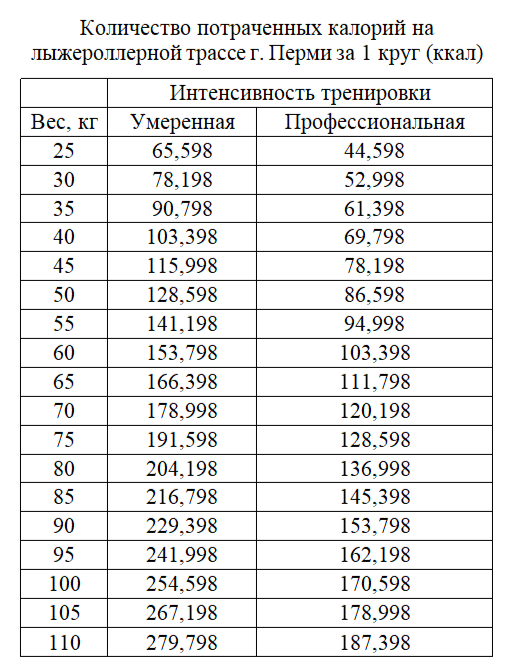 Количество потраченных калорий на
лыжероллерной трассе г. Перми за 1 круг (ккал)
Интенсивность тренировки
Вес, кг Умеренная Профессиональная
25 65,598 44,598
30 78,198 52,998
35 90,798 61,398
40 103,398 69,798
45 115,998 78,198
50 128,598 86,598
55 141,198 94,998
60 153,798 103,398
65 166,398 111,798
70 178,998 120,198
75 191,598 128,598
80 204,198 136,998
85 216,798 145,398
90 229,398 153,798
95 241,998 162,198
100 254,598 170,598
105 267,198 178,998
110 279,798 187,398